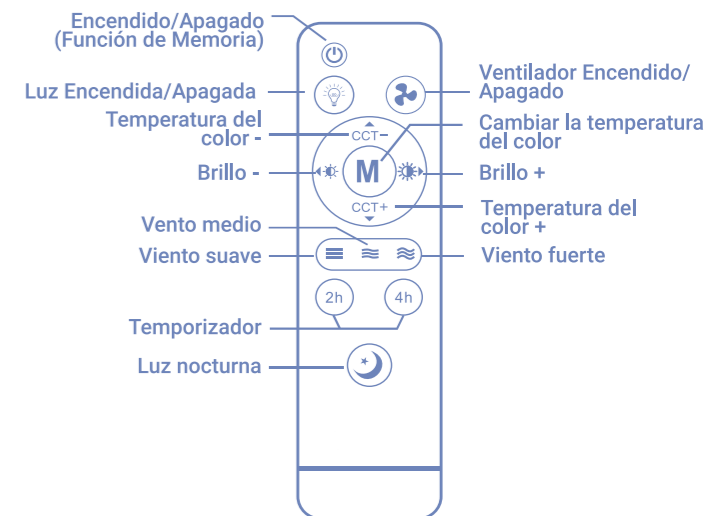 Encendido/Apagado
(Función de Memoria)
Luz Encendida/Apagada
Ventilador Encendido/
Apagado
Temperatura del
color -
Cambiar la temperatura
del color
CCT-
Brillo -
M
Brillo +
CCT+
Temperatura del
color +
Vento medio
Viento suave
Viento fuerte
2h
4h
Temporizador
Luz nocturna